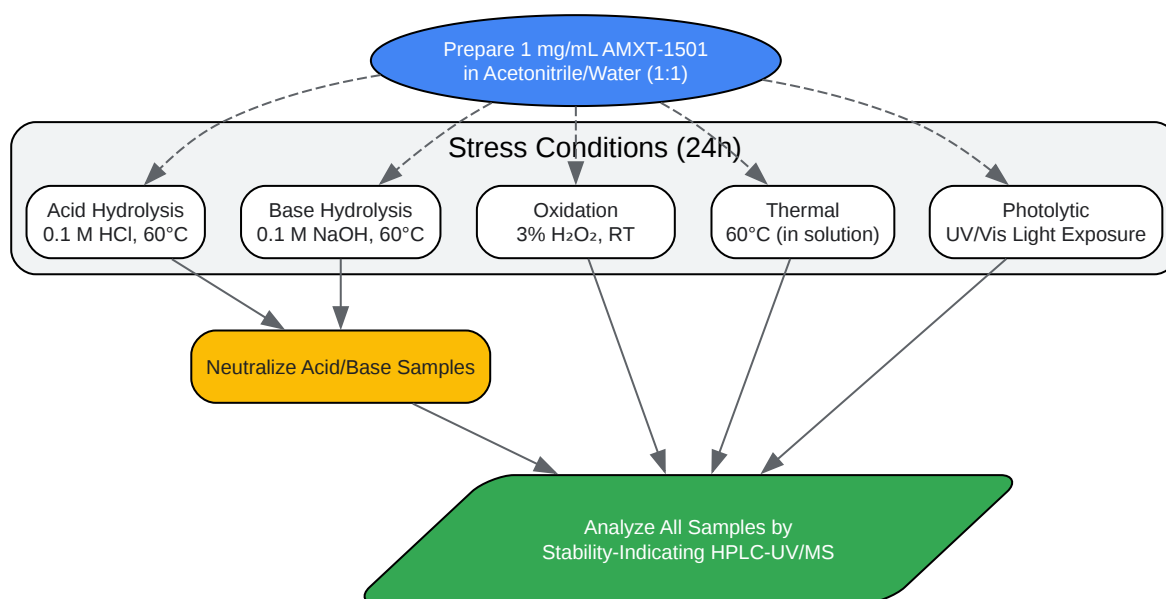 Prepare 1 mg/mL AMXT-1501
in Acetonitrile/Water (1:1)
Stress Conditions (24h)
Acid Hydrolysis
0.1 M HCl, 60°C
Base Hydrolysis
0.1 M NaOH, 60°C
Oxidation
3% H₂O₂, RT
Thermal
60°C (in solution)
Photolytic
UV/Vis Light Exposure
Neutralize Acid/Base Samples
Analyze All Samples by
Stability-Indicating HPLC-UV/MS